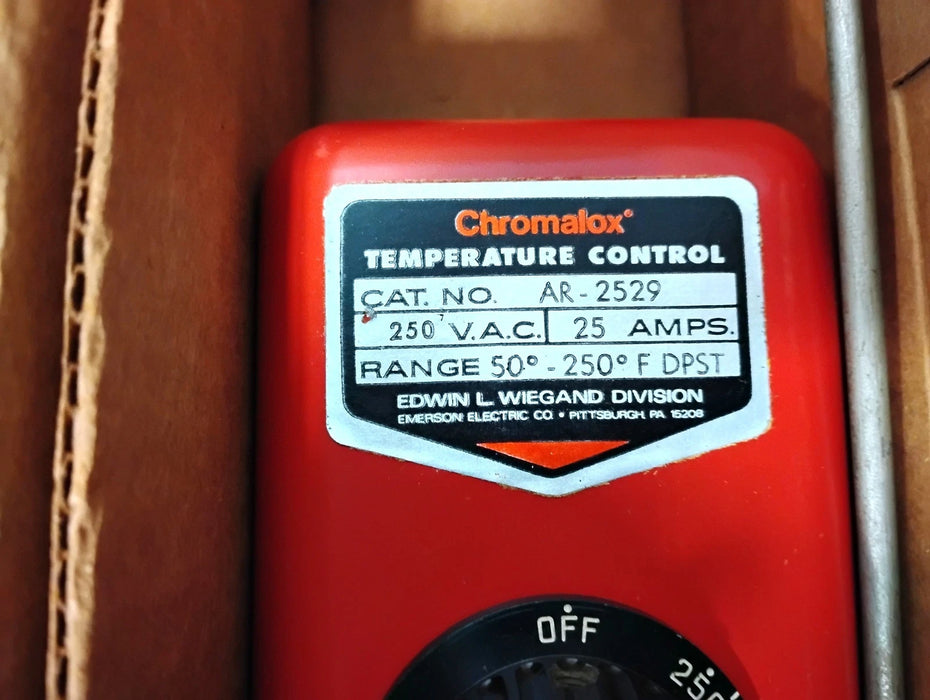 Chromalox®
TEMPERATURE CONTROL
CAT. NO. AR-2529
250 V.A.C. 25 AMPS.
RANGE 50° - 250° F DPST
EDWIN L. WIEGAND DIVISION
EMERSON ELECTRIC CO. • PITTSBURGH, PA 15208
OFF
250